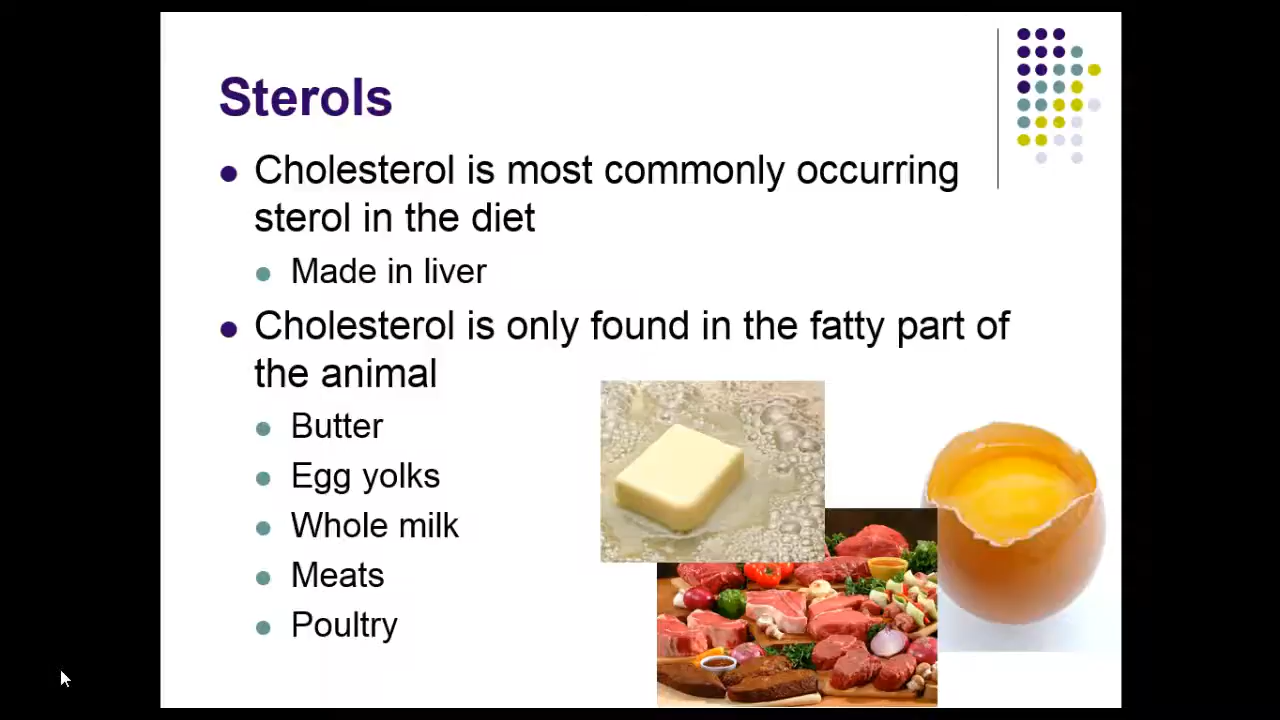 Sterols
Cholesterol is most commonly occurring
sterol in the diet
Made in liver
Cholesterol is only found in the fatty part of
the animal
Butter
Egg yolks
Whole milk
Meats
Poultry